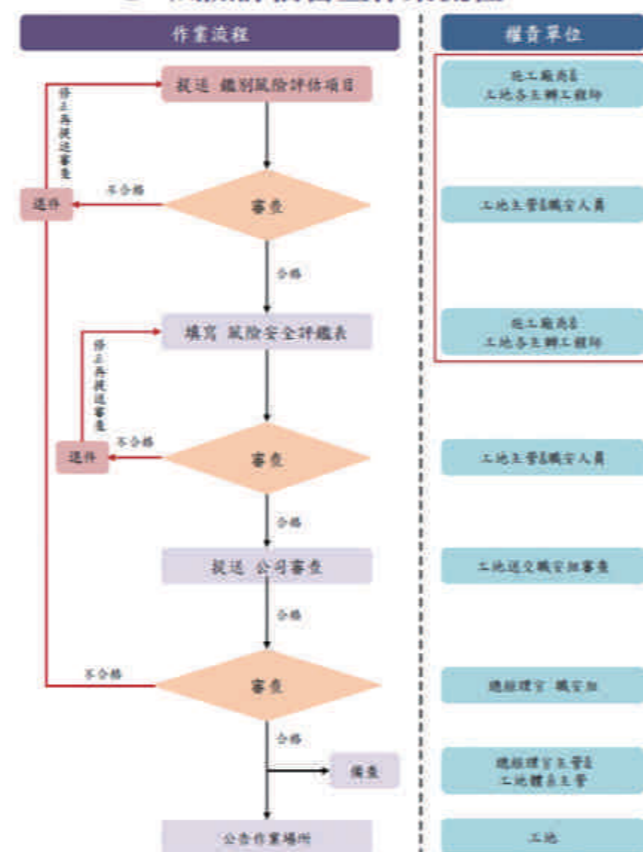 作業流程
權責單位
提送 鑑別風險評估項目
施工廠商&
工地各主辦工程師
修正再提送審查
退件
不合格
審查
工地主管&職安人員
合格
填寫 風險安全評鑑表
施工廠商&
工地各主辦工程師
修正再提送審查
退件
不合格
審查
工地主管&職安人員
合格
提送 公司審查
工地送交職安組審查
合格
不合格
審查
總經理室 職安組
合格
備查
總經理室主管&
工地體系主管
公告作業場所
工地